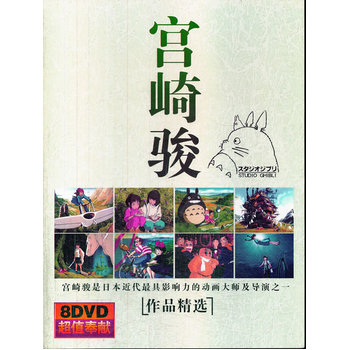 宫崎骏
スタジオジブリ
STUDIO GHIBLI
宫崎骏是日本近代最具影响力的动画大师及导演之一
[作品精选]
8DVD
超值奉献